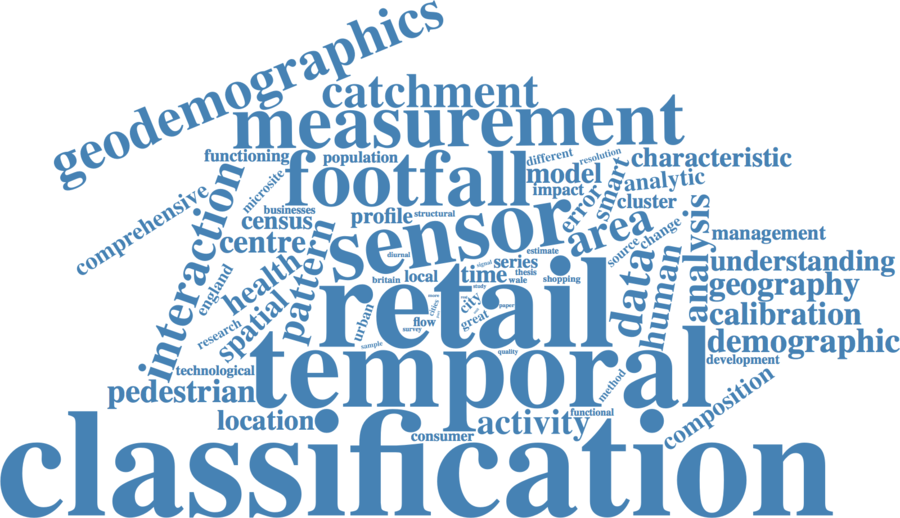 geodemographics
catchment
measurement
functioning
population
footfall
different
resolution
characteristic
model
smart
analytic
impact
error
cluster
microsite
comprehensive
interaction
businesses
census
profile
structural
sensor
area
centre
pattern
diurnal
estimate
source
change
analysis
management
health
england
britain
local
time
signal
series
thesis
wale
shopping
data
human
understanding
geography
retail
study
city
cities
more
paper
great
urban
flow
survey
calibration
research
spatial
sample
quality
demographic
development
temporal
technological
pedestrian
method
composition
location
consumer
activity
functional
classification